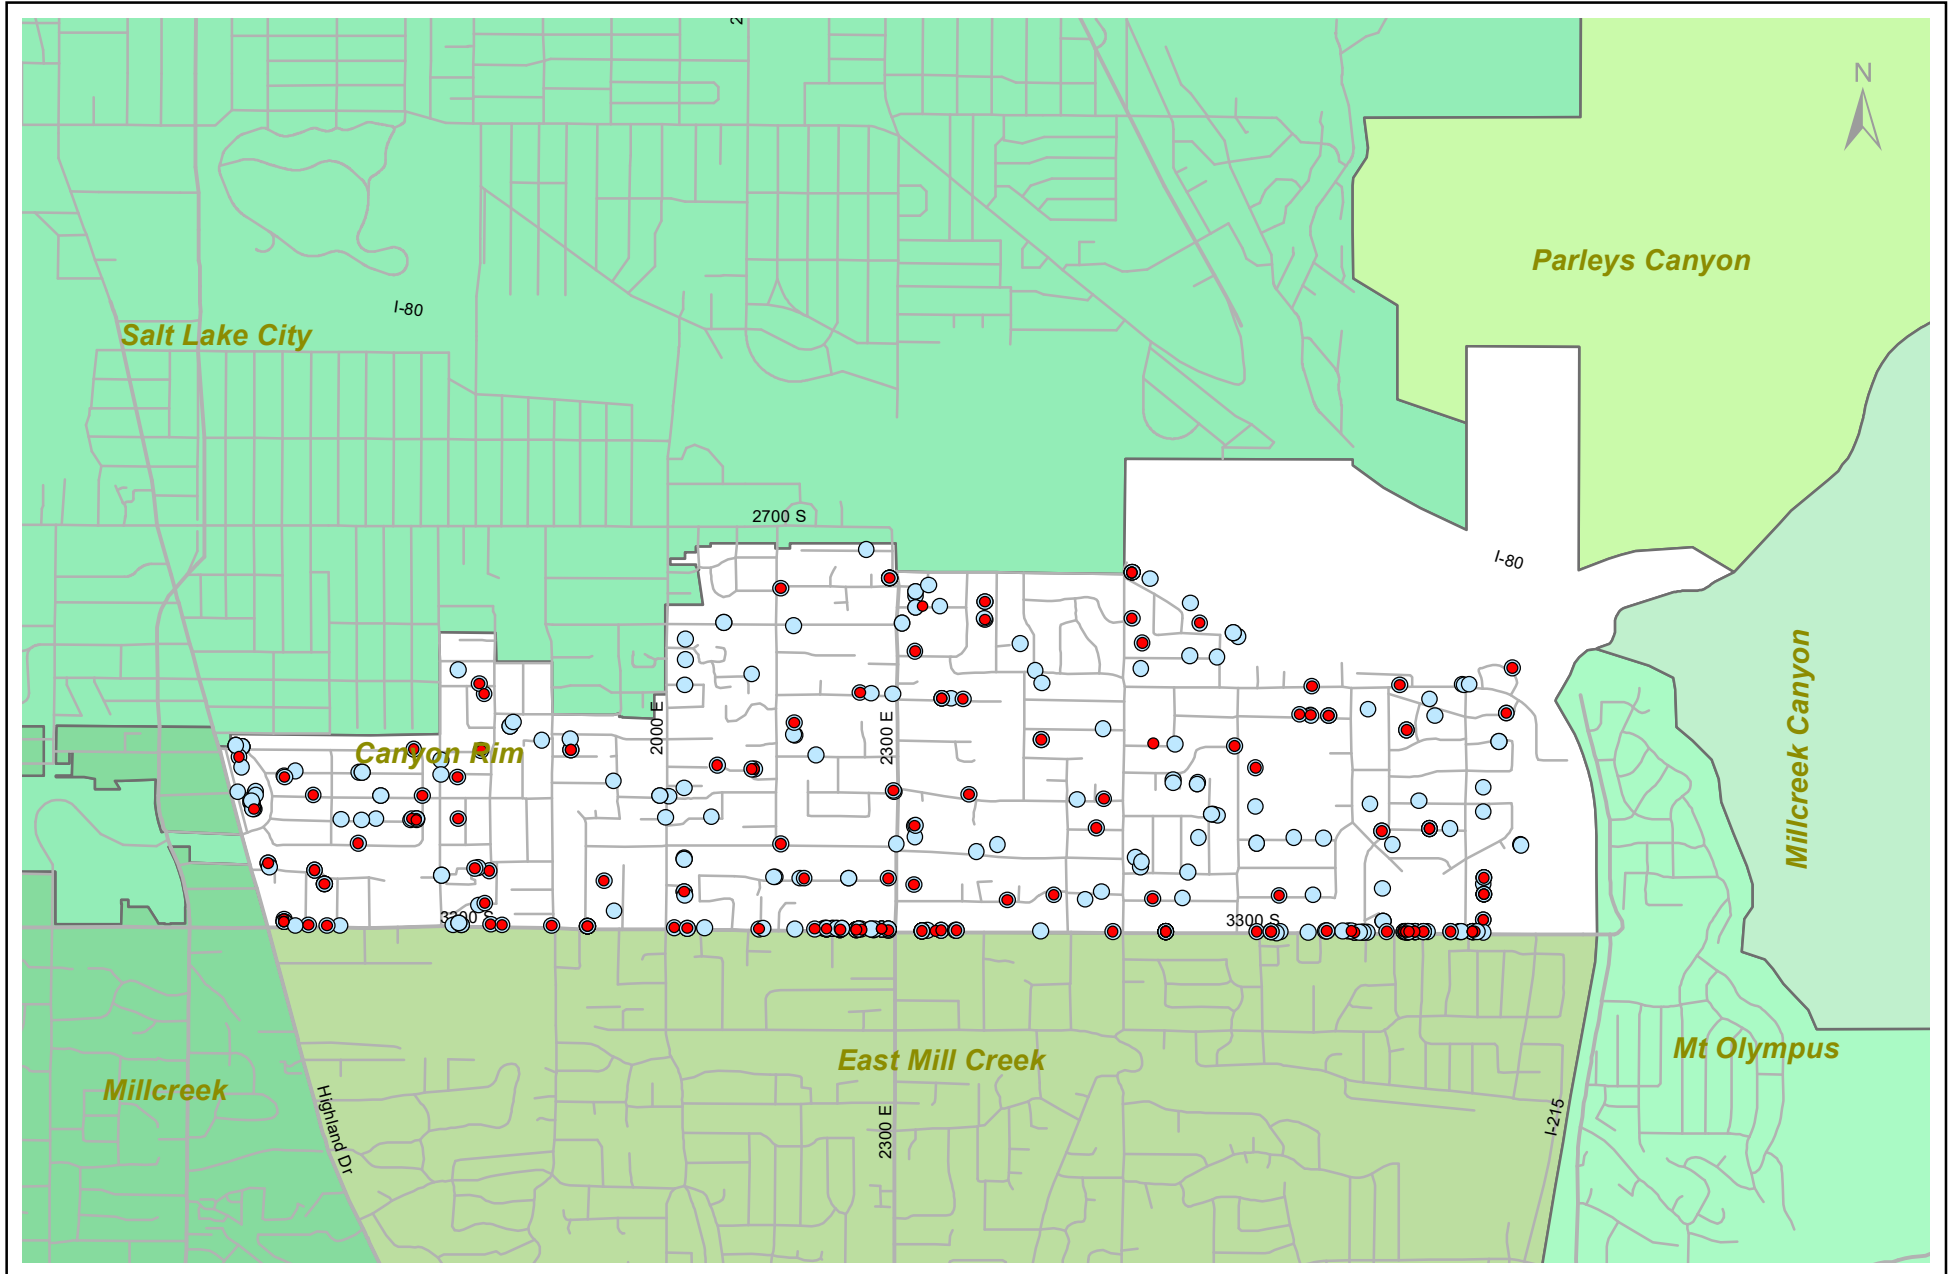 N
Parleys Canyon
I-80
Salt Lake City
2700 S
I-80
2000 E
2300 E
Canyon Rim
Millcreek Canyon
3300 S
East Mill Creek
Mt Olympus
Millcreek
Highland Dr
2300 E
I-215